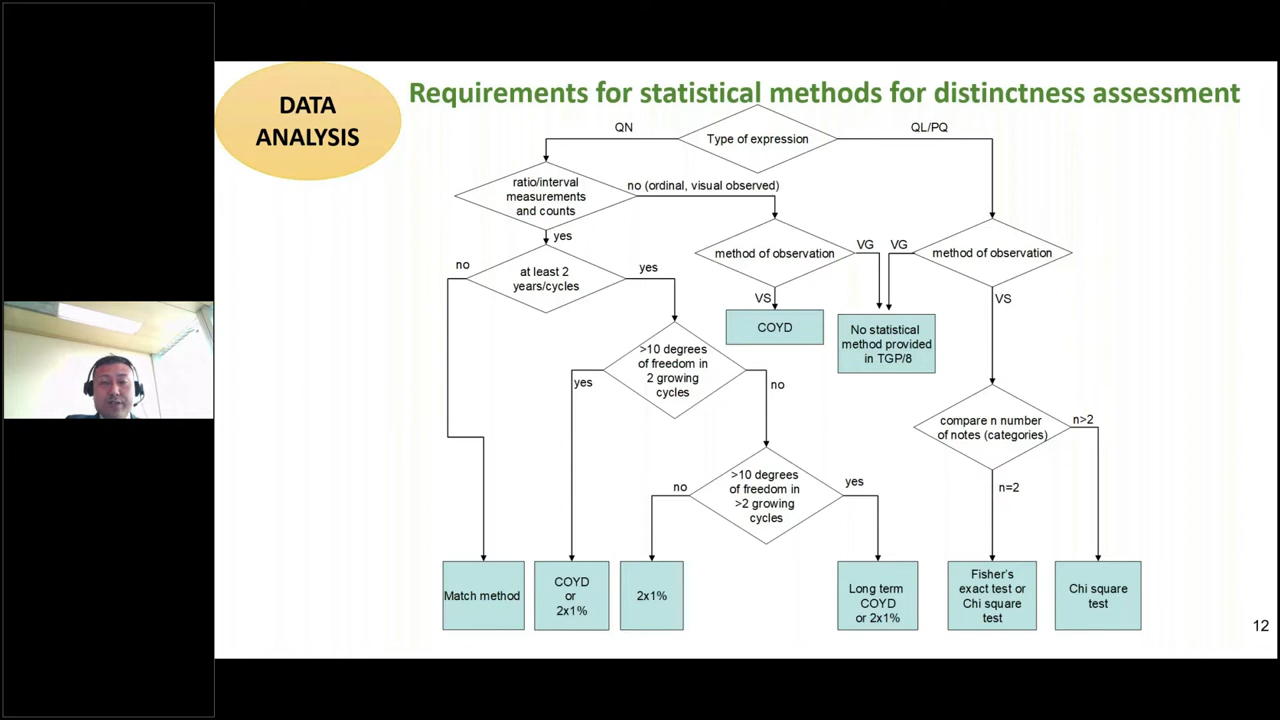 DATA
ANALYSIS
Requirements for statistical methods for distinctness assessment
QN
Type of expression
QL/PQ
ratio/interval
measurements
and counts
no (ordinal, visual observed)
yes
method of observation
VG
VG
method of observation
no
at least 2
years/cycles
yes
VS
VS
COYD
No statistical
method provided
in TGP/8
>10 degrees
of freedom in
2 growing
cycles
yes
no
compare n number
of notes (categories)
n>2
n=2
>10 degrees
of freedom in
>2 growing
cycles
no
yes
Match method
COYD
or
2x1%
2x1%
Long term
COYD
or 2x1%
Fisher's
exact test or
Chi square
test
Chi square
test
12